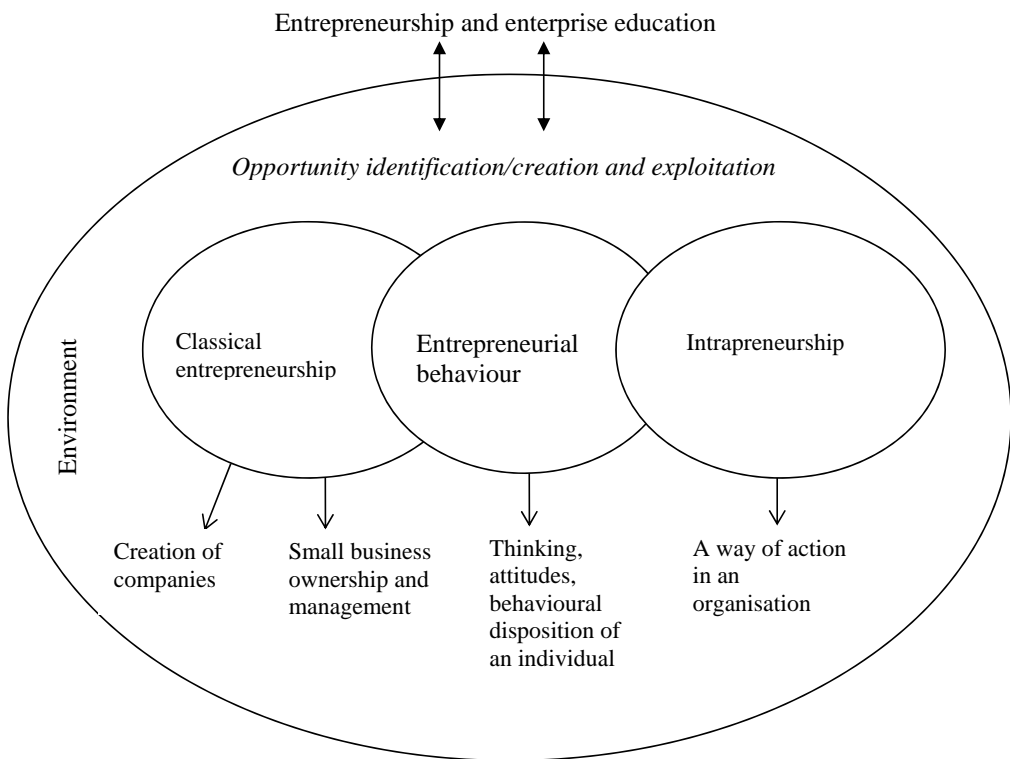 Entrepreneurship and enterprise education
Opportunity identification/creation and exploitation
Environment
Classical
entrepreneurship
Entrepreneurial
behaviour
Intrapreneurship
Creation of
companies
Small business
ownership and
management
Thinking,
attitudes,
behavioural
disposition of
an individual
A way of action
in an
organisation